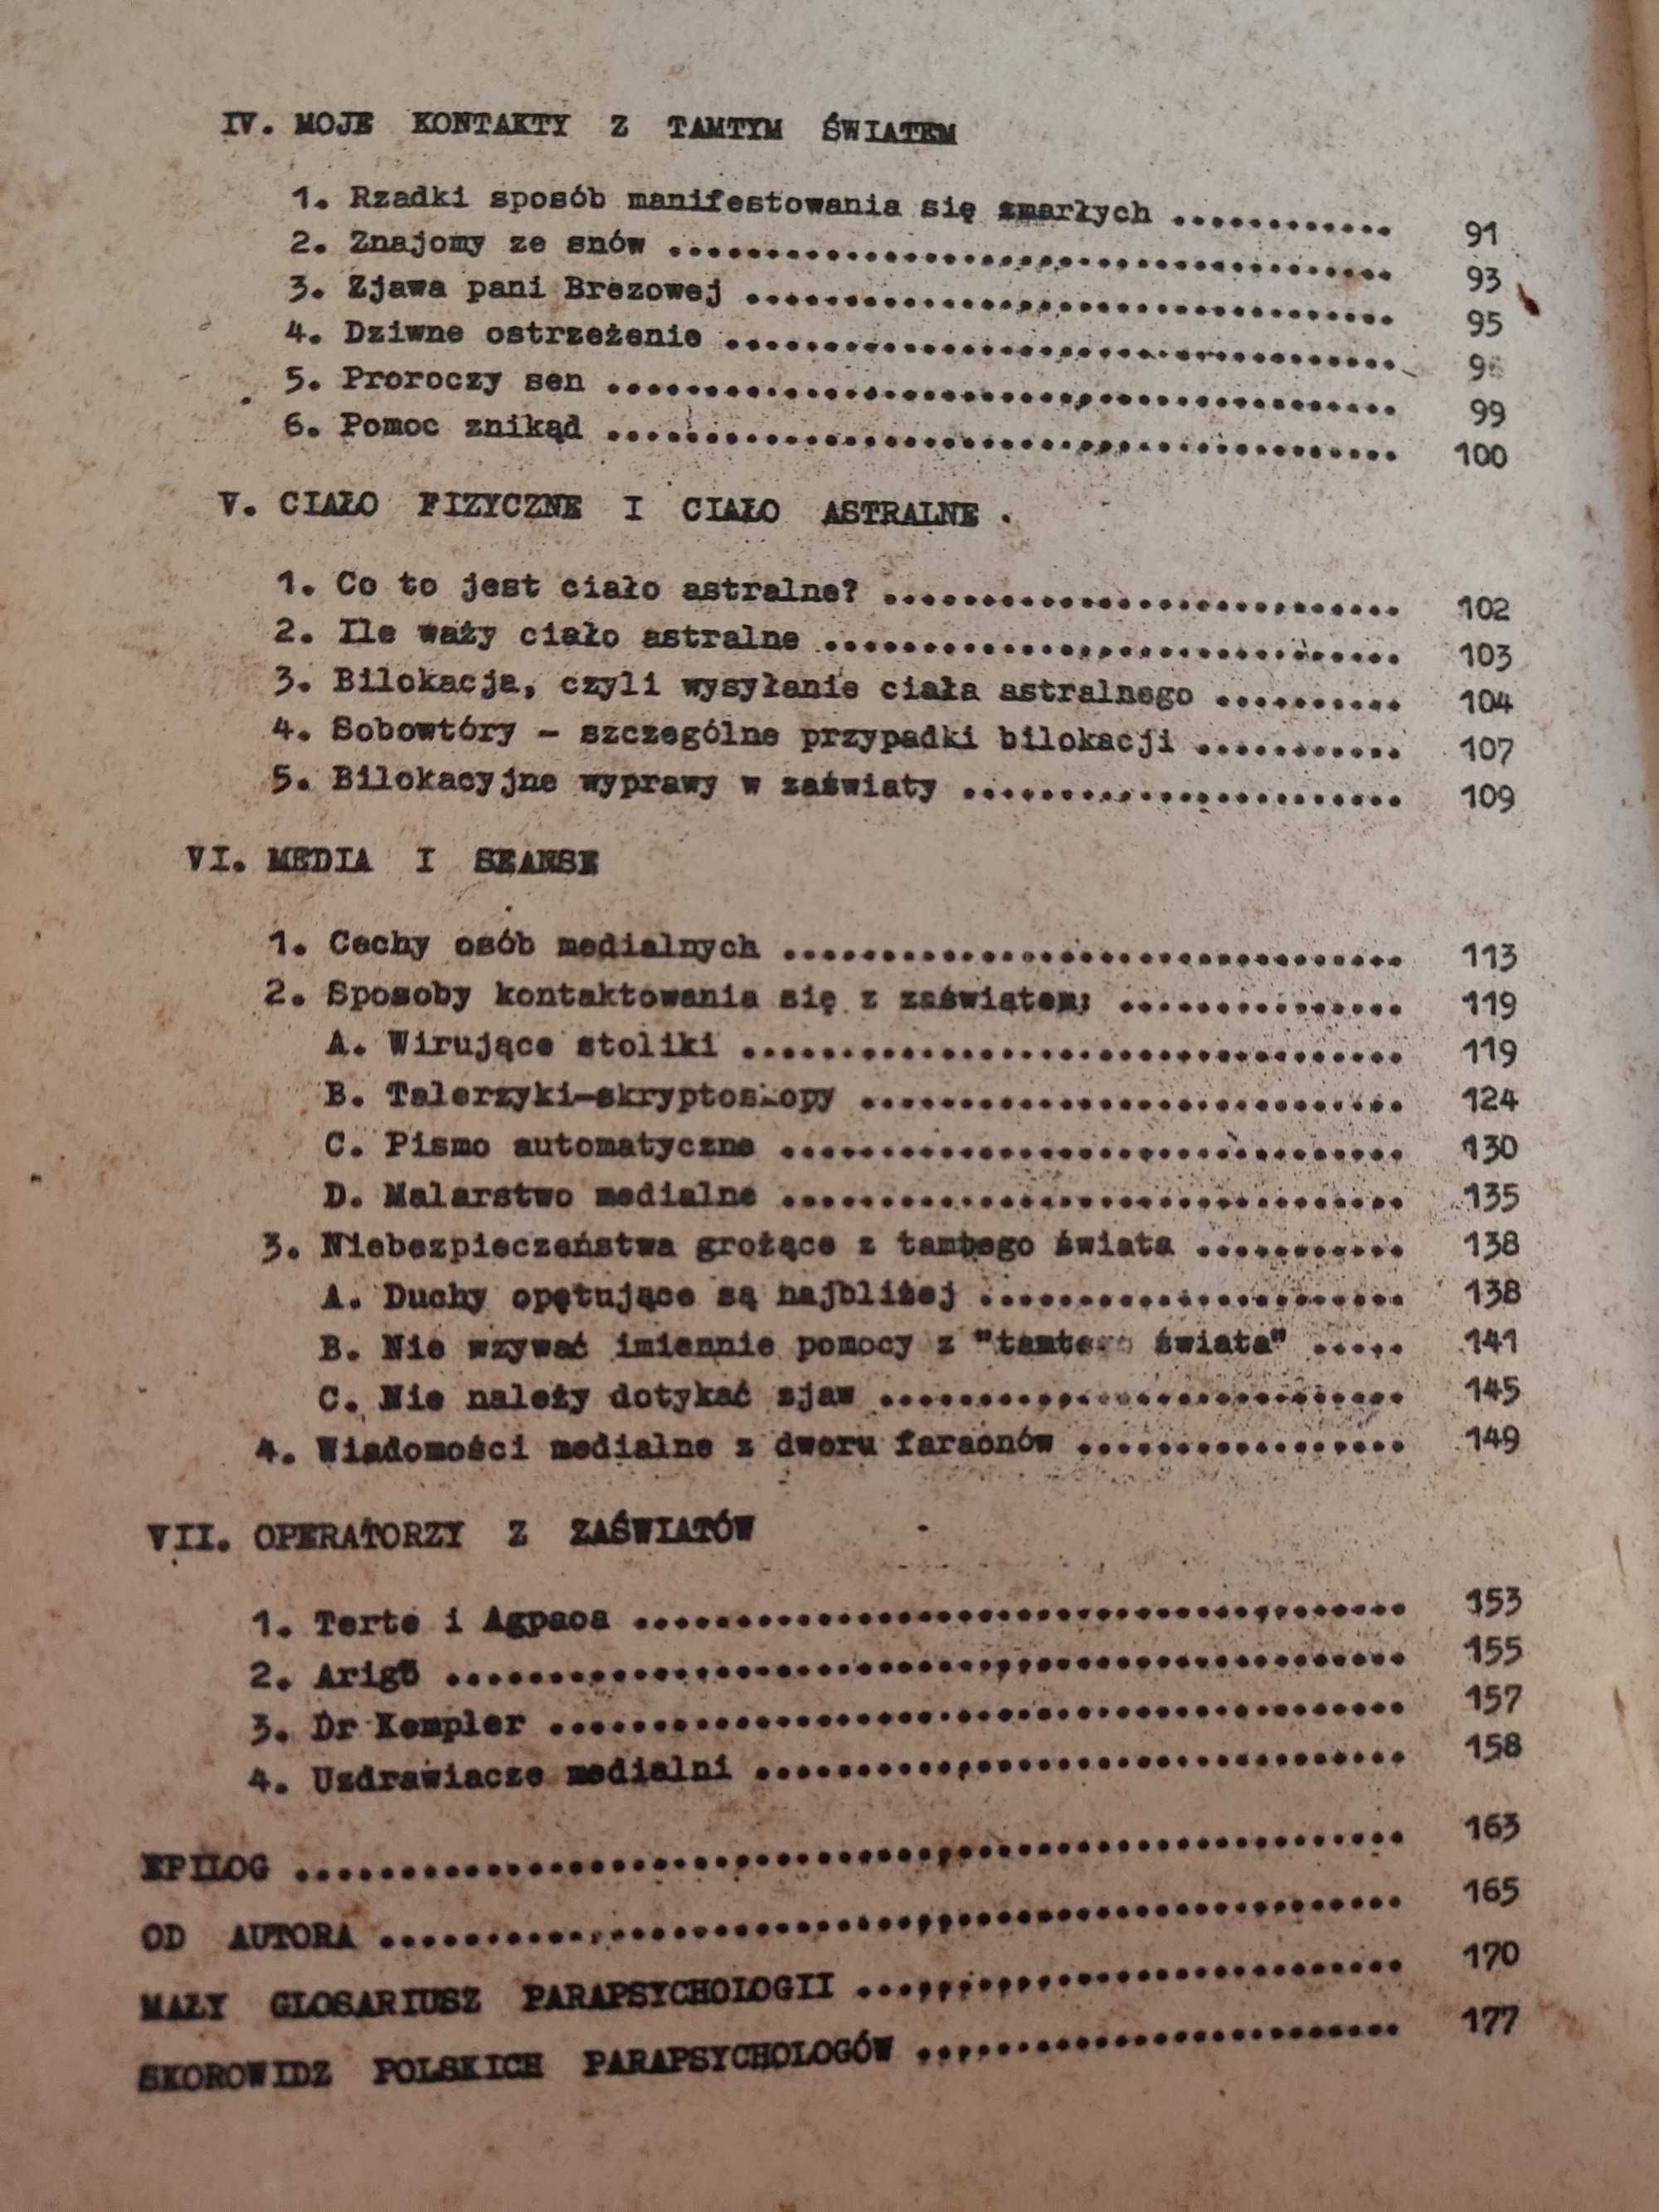 IV. MOJE KONTAKTY Z TAMTYM ŚWIATEM
1. Rzadki sposób manifestowania się zmarłych ............ 91
2. Znajomy ze snów ..................................... 93
3. Zjawa pani Brezowej ................................. 95
4. Dziwne ostrzeżenie ..................................
5. Proroczy sen ........................................ 99
6. Pomoc znikąd ........................................ 100
V. CIAŁO FIZYCZNE I CIAŁO ASTRALNE .
1. Co to jest ciało astralne? .......................... 102
2. Ile waży ciało astralne ............................. 103
3. Bilokacja, czyli wysyłanie ciała astralnego .......... 104
4. Sobowtóry - szczególne przypadki bilokacji ........... 107
5. Bilokacyjne wyprawy w zaświaty ...................... 109
VI. MEDIA I SEANSE
1. Cechy osób medialnych ............................... 113
2. Sposoby kontaktowania się z zaświatem: .............. 119
A. Wirujące stoliki .................................. 119
B. Talerzyki-skryptoskopy ............................ 124
C. Pismo automatyczne ................................ 130
D. Malarstwo medialne ................................ 135
3. Niebezpieczeństwa grożące z tamtego świata ........... 138
A. Duchy opętujące są najbliżej ...................... 138
B. Nie wzywać imiennie pomocy z "tamtego świata" ..... 141
C. Nie należy dotykać zjaw ........................... 145
4. Wiadomości medialne z dworu faraonów ................. 149
VII. OPERATORZY Z ZAŚWIATÓW
1. Terte i Agpaoa ....................................... 153
2. Arigő ................................................ 155
3. Dr Kempler ........................................... 157
4. Uzdrawiacze medialni ................................. 158
EPILOG ....................................................... 163
OD AUTORA ................................................... 165
MAŁY GLOSARIUSZ PARAPSYCHOLOGII ............................ 170
SKOROWIDZ POLSKICH PARAPSYCHOLOGÓW ......................... 177